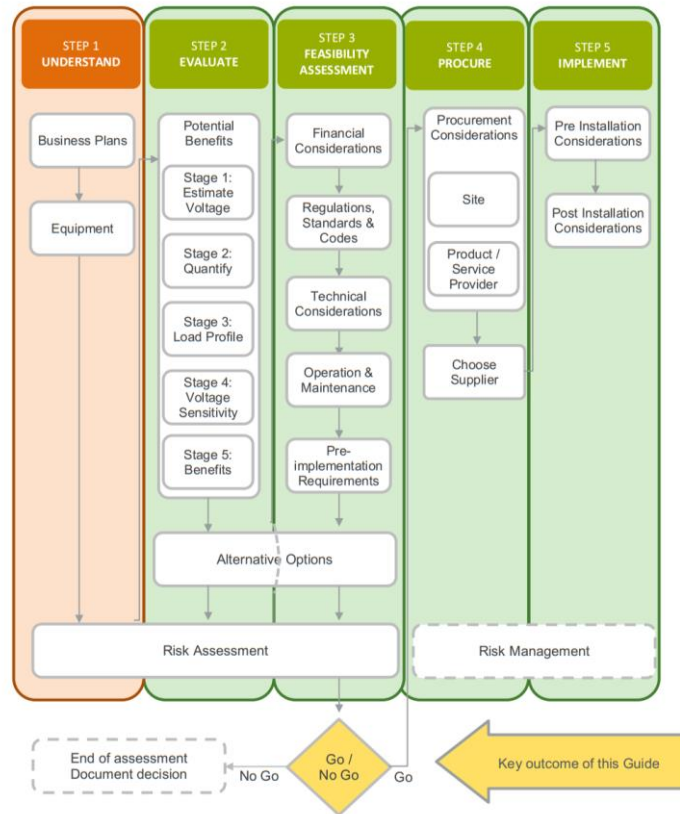 STEP 1
UNDERSTAND
STEP 2
EVALUATE
STEP 3
FEASIBILITY
ASSESSMENT
STEP 4
PROCURE
STEP 5
IMPLEMENT
Business Plans
Equipment
Potential
Benefits
Stage 1:
Estimate
Voltage
Stage 2:
Quantify
Stage 3:
Load Profile
Stage 4:
Voltage
Sensitivity
Stage 5:
Benefits
Financial
Considerations
Regulations,
Standards &
Codes
Technical
Considerations
Operation &
Maintenance
Pre-
implementation
Requirements
Procurement
Considerations
Site
Product /
Service
Provider
Choose
Supplier
Pre Installation
Considerations
Post Installation
Considerations
Alternative Options
Risk Assessment
Risk Management
End of assessment
Document decision
No Go
Go /
No Go
Go
Key outcome of this Guide